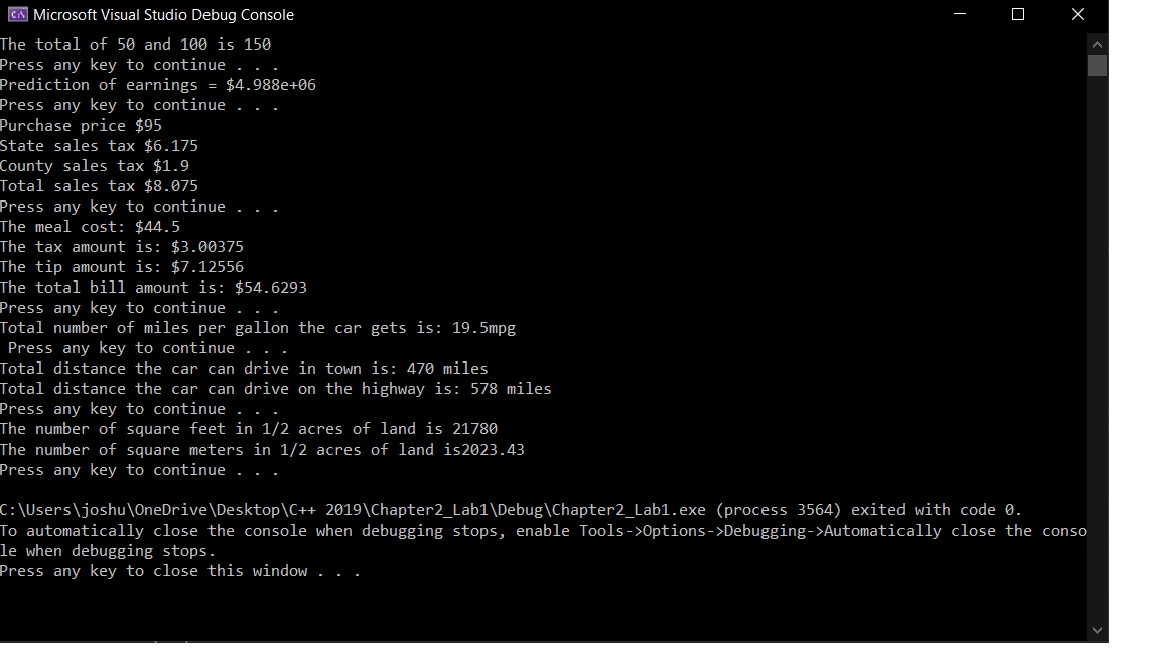 Microsoft Visual Studio Debug Console
The total of 50 and 100 is 150
Press any key to continue . . .
Prediction of earnings = $4.988e+06
Press any key to continue . . .
Purchase price $95
State sales tax $6.175
County sales tax $1.9
Total sales tax $8.075
Press any key to continue . . .
The meal cost: $44.5
The tax amount is: $3.00375
The tip amount is: $7.12556
The total bill amount is: $54.6293
Press any key to continue . . .
Total number of miles per gallon the car gets is: 19.5mpg
 Press any key to continue . . .
Total distance the car can drive in town is: 470 miles
Total distance the car can drive on the highway is: 578 miles
Press any key to continue . . .
The number of square feet in 1/2 acres of land is 21780
The number of square meters in 1/2 acres of land is2023.43
Press any key to continue . . .
C:\Users\joshu\OneDrive\Desktop\C++ 2019\Chapter2_Lab1\Debug\Chapter2_Lab1.exe (process 3564) exited with code 0.
To automatically close the console when debugging stops, enable Tools->Options->Debugging->Automatically close the conso
le when debugging stops.
Press any key to close this window . . .